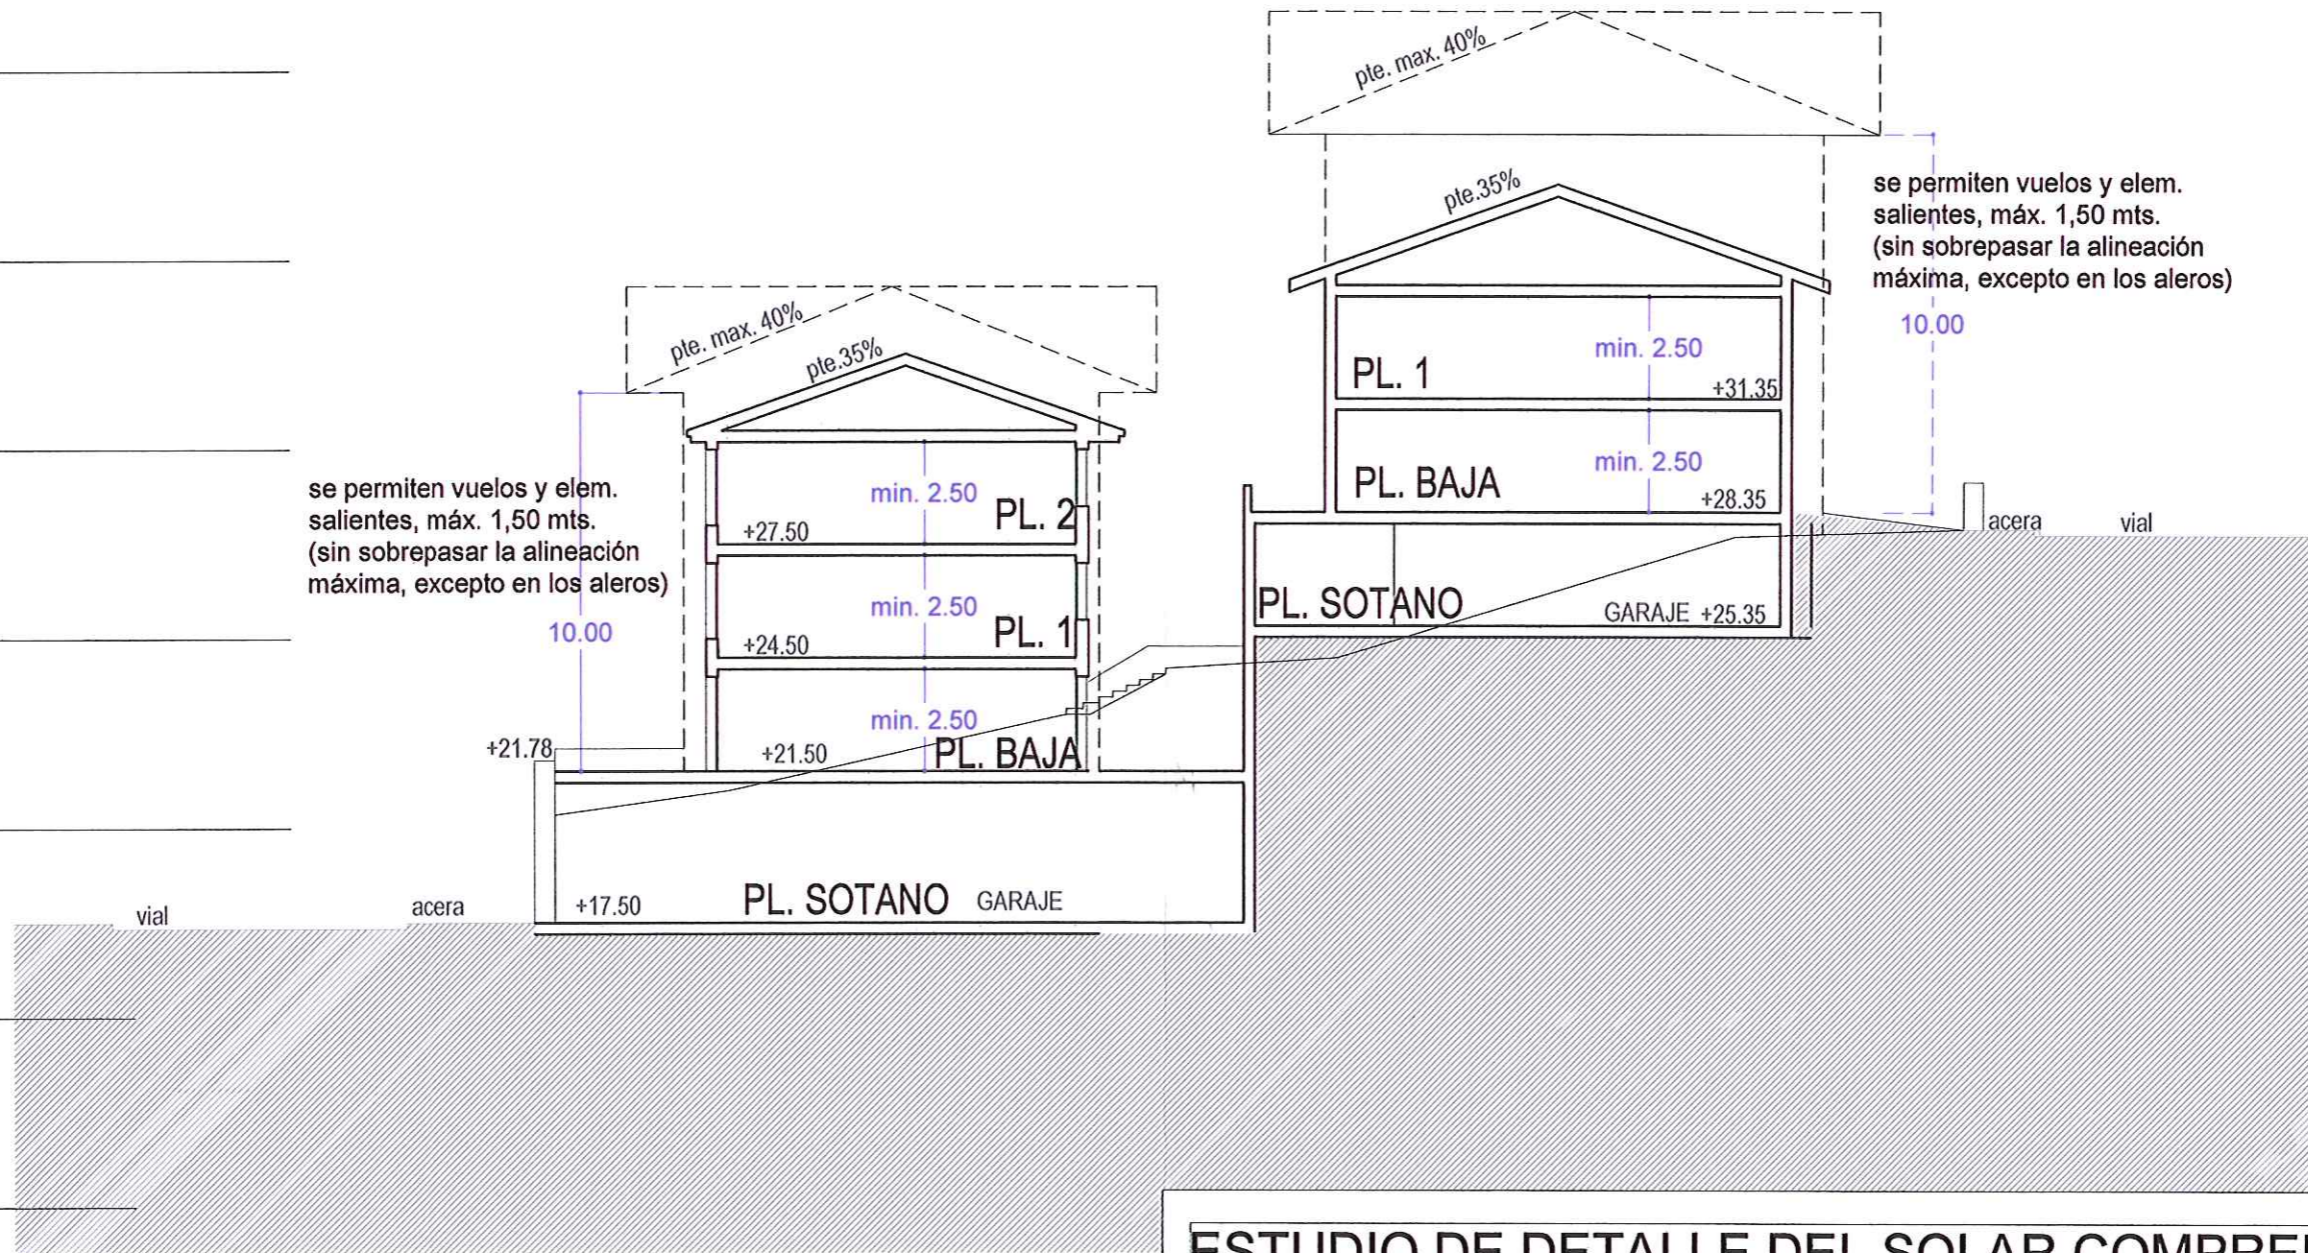 pte. max. 40%
pte.35%
se permiten vuelos y elem.
salientes, máx. 1,50 mts.
(sin sobrepasar la alineación
máxima, excepto en los aleros)
10.00
min. 2.50
PL. 1
+31.35
min. 2.50
PL. BAJA
+28.35
acera
vial
PL. SOTANO
GARAJE +25.35
pte. max. 40%
pte.35%
se permiten vuelos y elem.
salientes, máx. 1,50 mts.
(sin sobrepasar la alineación
máxima, excepto en los aleros)
10.00
min. 2.50
PL. 2
+27.50
min. 2.50
PL. 1
+24.50
min. 2.50
+21.78
+21.50
PL. BAJA
vial
acera
+17.50
PL. SOTANO
GARAJE
ESTUDIO DE DETALLE DEL SOLAR